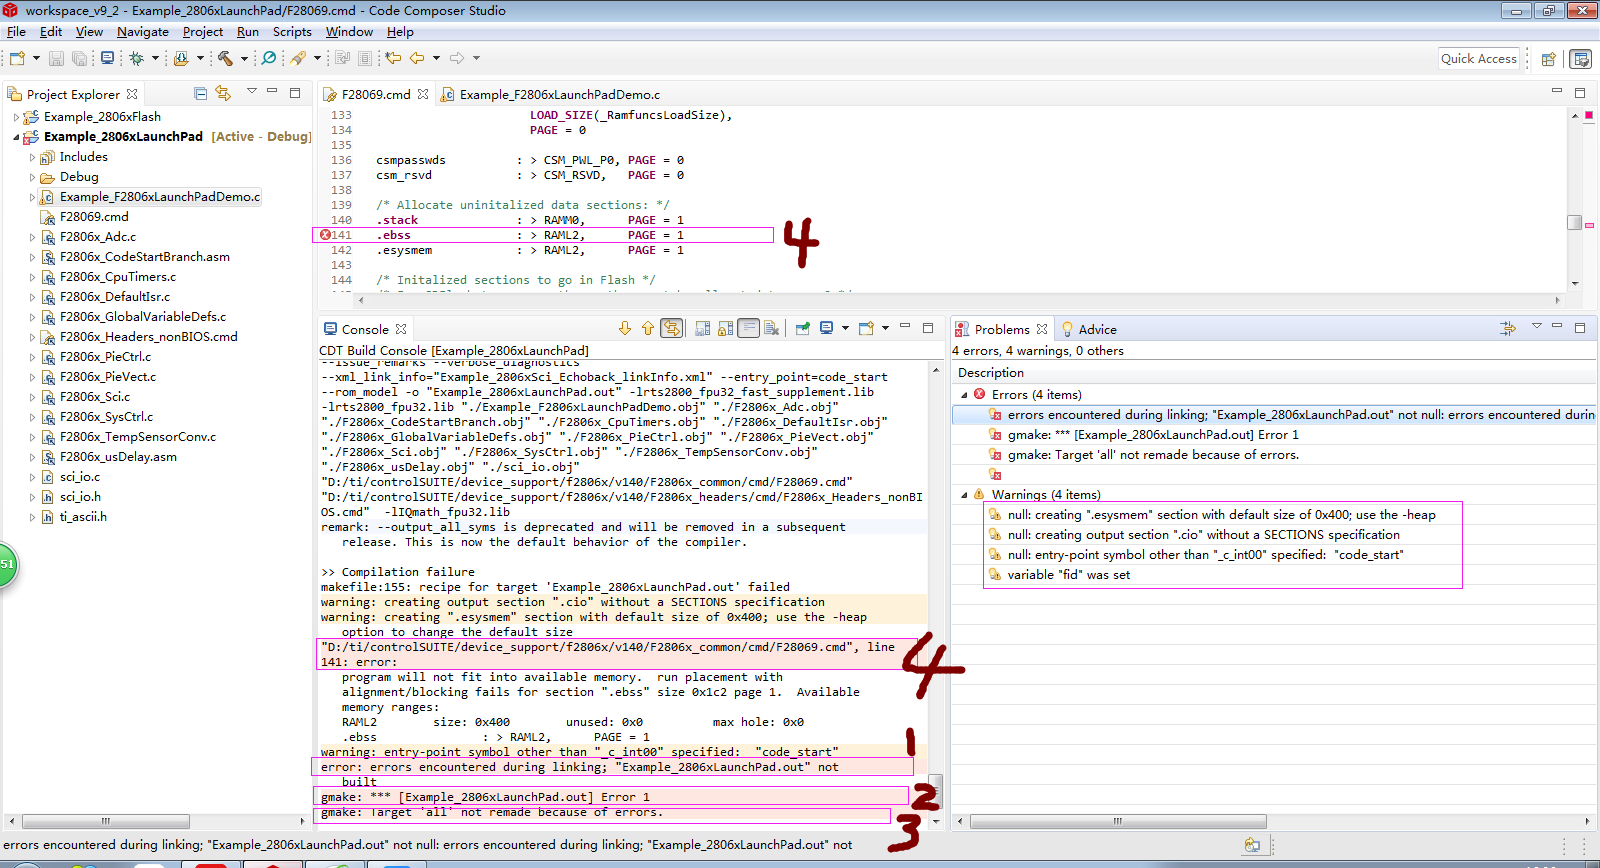 workspace_v9_2 - Example_2806xLaunchPad/F28069.cmd - Code Composer Studio
File Edit View Navigate Project Run Scripts Window Help
Quick Access
Project Explorer
Example_2806xFlash
Example_2806xLaunchPad [Active - Debug]
Includes
Debug
Example_F2806xLaunchPadDemo.c
F28069.cmd
F2806x_Adc.c
F2806x_CodeStartBranch.asm
F2806x_CpuTimers.c
F2806x_DefaultIsr.c
F2806x_GlobalVariableDefs.c
F2806x_Headers_nonBIOS.cmd
F2806x_PieCtrl.c
F2806x_PieVect.c
F2806x_Sci.c
F2806x_SysCtrl.c
F2806x_TempSensorConv.c
F2806x_usDelay.asm
sci_io.c
sci_io.h
ti_ascii.h
51
F28069.cmd Example_F2806xLaunchPadDemo.c
133 LOAD_SIZE(_RamfuncsLoadSize),
134 PAGE = 0
135
136 csmpasswds : > CSM_PWL_P0, PAGE = 0
137 csm_rsvd : > CSM_RSVD, PAGE = 0
138
139 /* Allocate uninitalized data sections: */
140 .stack : > RAMM0, PAGE = 1
141 .ebss : > RAML2, PAGE = 1
4
142 .esysmem : > RAML2, PAGE = 1
143
144 /* Initalized sections to go in Flash */
Console
CDT Build Console [Example_2806xLaunchPad]
--issue_remarks --verbose_diagnostics
--xml_link_info="Example_2806xSci_Echoback_linkInfo.xml" --entry_point=code_start
--rom_model -o "Example_2806xLaunchPad.out" -lrts2800_fpu32_fast_supplement.lib
-lrts2800_fpu32.lib "./Example_F2806xLaunchPadDemo.obj" "./F2806x_Adc.obj"
"./F2806x_CodeStartBranch.obj" "./F2806x_CpuTimers.obj" "./F2806x_DefaultIsr.obj"
"./F2806x_GlobalVariableDefs.obj" "./F2806x_PieCtrl.obj" "./F2806x_PieVect.obj"
"./F2806x_Sci.obj" "./F2806x_SysCtrl.obj" "./F2806x_TempSensorConv.obj"
"./F2806x_usDelay.obj" "./sci_io.obj"
"D:/ti/controlSUITE/device_support/f2806x/v140/F2806x_common/cmd/F28069.cmd"
"D:/ti/controlSUITE/device_support/f2806x/v140/F2806x_headers/cmd/F2806x_Headers_nonBI
OS.cmd" -lIQmath_fpu32.lib
remark: --output_all_syms is deprecated and will be removed in a subsequent
release. This is now the default behavior of the compiler.
>> Compilation failure
makefile:155: recipe for target 'Example_2806xLaunchPad.out' failed
warning: creating output section ".cio" without a SECTIONS specification
warning: creating ".esysmem" section with default size of 0x400; use the -heap
option to change the default size
"D:/ti/controlSUITE/device_support/f2806x/v140/F2806x_common/cmd/F28069.cmd", line
141: error:
4
program will not fit into available memory. run placement with
alignment/blocking fails for section ".ebss" size 0x1c2 page 1. Available
memory ranges:
RAML2 size: 0x400 unused: 0x0 max hole: 0x0
.ebss : > RAML2, PAGE = 1
warning: entry-point symbol other than "_c_int00" specified: "code_start"
1
error: errors encountered during linking; "Example_2806xLaunchPad.out" not
built
gmake: *** [Example_2806xLaunchPad.out] Error 1
2
gmake: Target 'all' not remade because of errors.
3
Problems Advice
4 errors, 4 warnings, 0 others
Description
Errors (4 items)
errors encountered during linking; "Example_2806xLaunchPad.out" not null: errors encountered durin
gmake: *** [Example_2806xLaunchPad.out] Error 1
gmake: Target 'all' not remade because of errors.
Warnings (4 items)
null: creating ".esysmem" section with default size of 0x400; use the -heap
null: creating output section ".cio" without a SECTIONS specification
null: entry-point symbol other than "_c_int00" specified: "code_start"
variable "fid" was set
errors encountered during linking; "Example_2806xLaunchPad.out" not null: errors encountered during linking; "Example_2806xLaunchPad.out" not